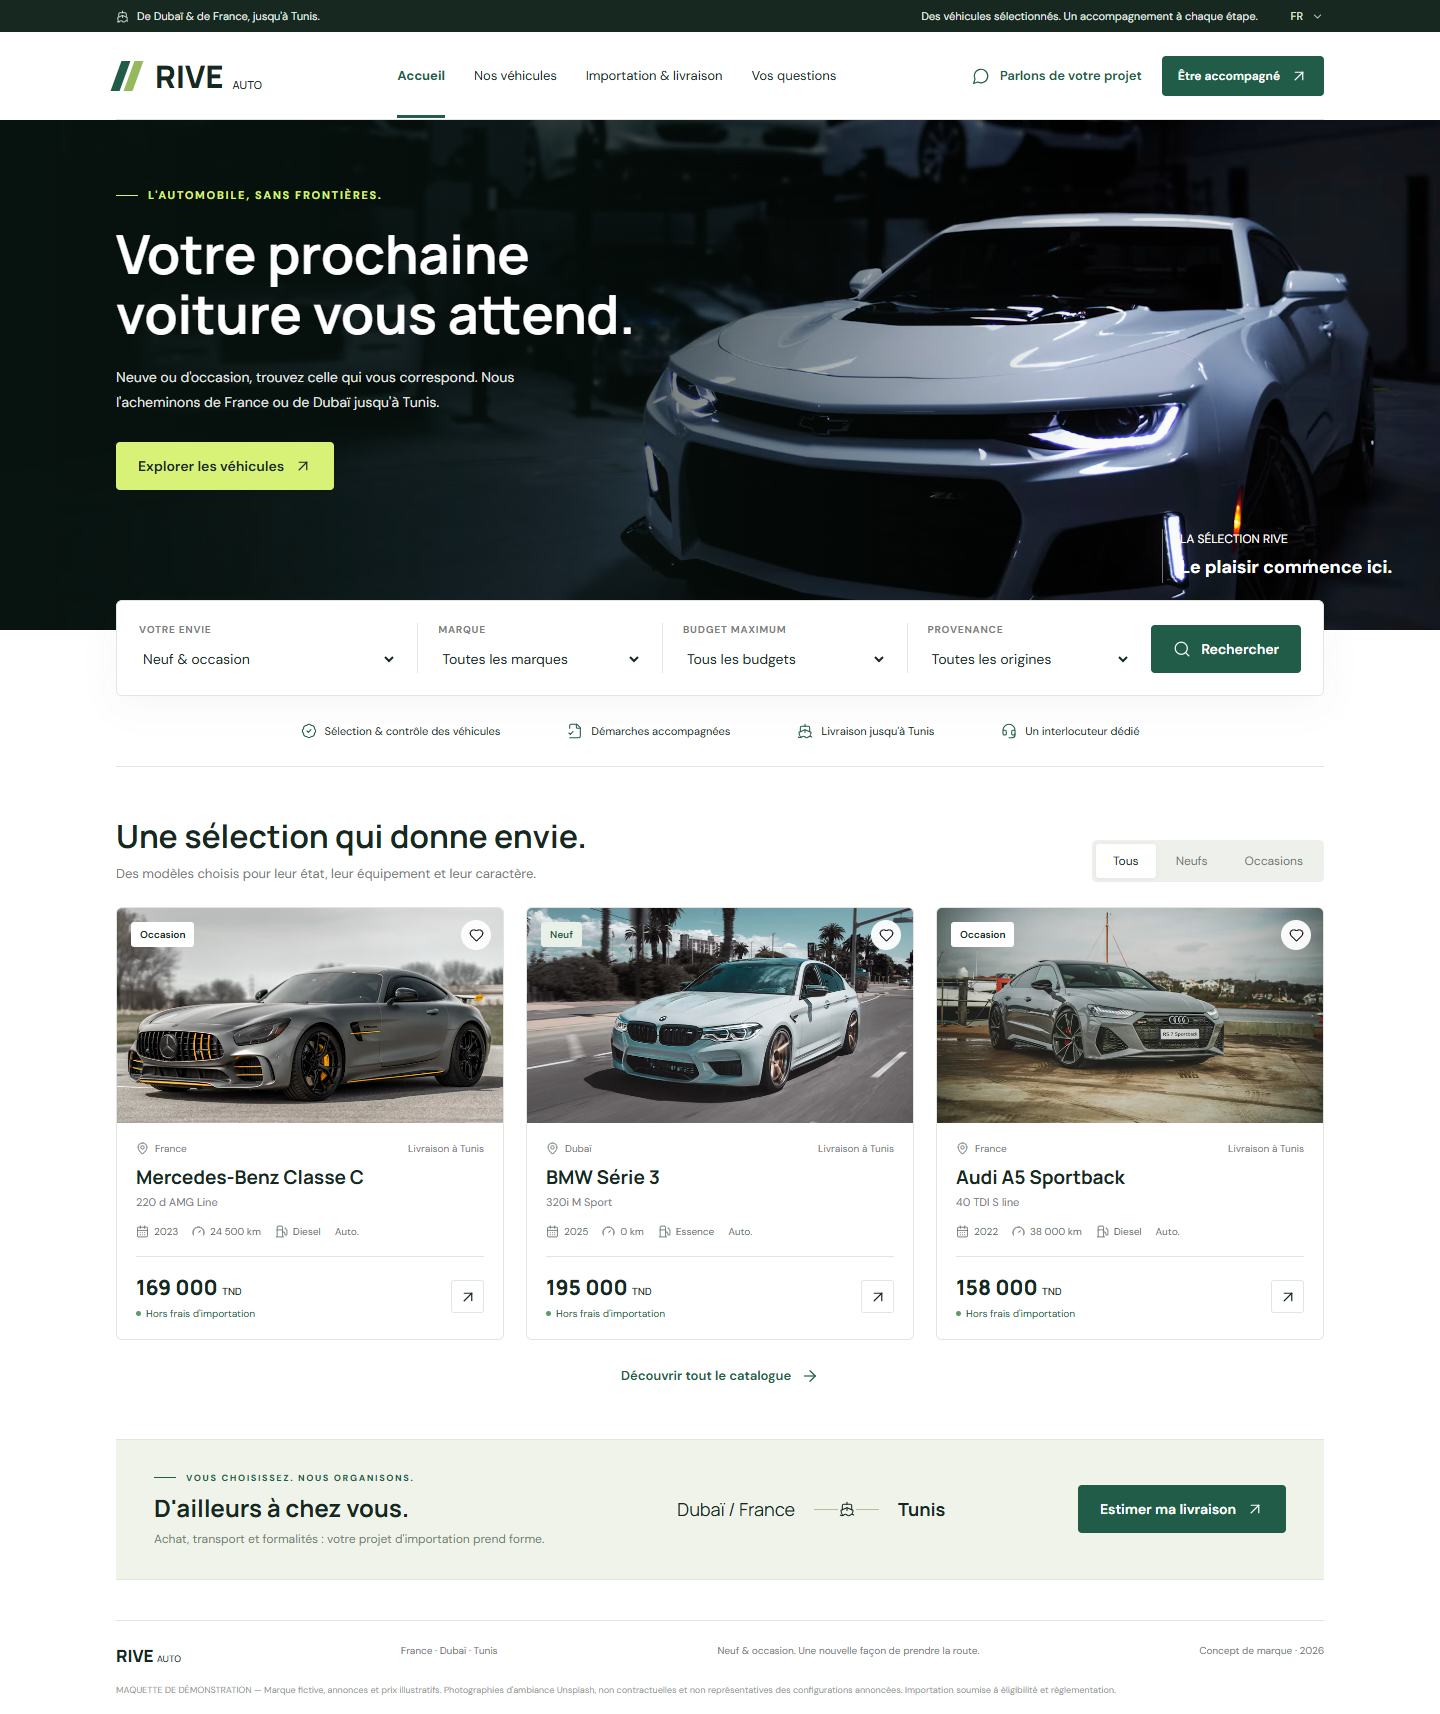 De Dubaï & de France, jusqu'à Tunis.
Des véhicules sélectionnés. Un accompagnement à chaque étape.
FR
RIVE AUTO
Accueil
Nos véhicules
Importation & livraison
Vos questions
Parlons de votre projet
Être accompagné
L'AUTOMOBILE, SANS FRONTIÈRES.
Votre prochaine
voiture vous attend.
Neuve ou d'occasion, trouvez celle qui vous correspond. Nous
l'acheminons de France ou de Dubaï jusqu'à Tunis.
Explorer les véhicules
LA SÉLECTION RIVE
Le plaisir commence ici.
VOTRE ENVIE
Neuf & occasion
MARQUE
Toutes les marques
BUDGET MAXIMUM
Tous les budgets
PROVENANCE
Toutes les origines
Rechercher
Sélection & contrôle des véhicules
Démarches accompagnées
Livraison jusqu'à Tunis
Un interlocuteur dédié
Une sélection qui donne envie.
Des modèles choisis pour leur état, leur équipement et leur caractère.
Tous
Neufs
Occasions
Occasion
France
Livraison à Tunis
Mercedes-Benz Classe C
220 d AMG Line
2023
24 500 km
Diesel
Auto.
169 000 TND
Hors frais d'importation
Neuf
Dubaï
Livraison à Tunis
BMW Série 3
320i M Sport
2025
0 km
Essence
Auto.
195 000 TND
Hors frais d'importation
Occasion
RS 7 Sportback
France
Livraison à Tunis
Audi A5 Sportback
40 TDI S line
2022
38 000 km
Diesel
Auto.
158 000 TND
Hors frais d'importation
Découvrir tout le catalogue
VOUS CHOISISSEZ. NOUS ORGANISONS.
D'ailleurs à chez vous.
Achat, transport et formalités : votre projet d'importation prend forme.
Dubaï / France
Tunis
Estimer ma livraison
RIVE AUTO
France · Dubaï · Tunis
Neuf & occasion. Une nouvelle façon de prendre la route.
Concept de marque · 2026
MAQUETTE DE DÉMONSTRATION — Marque fictive, annonces et prix illustratifs. Photographies d'ambiance Unsplash, non contractuelles et non représentatives des configurations annoncées. Importation soumise à éligibilité et réglementation.